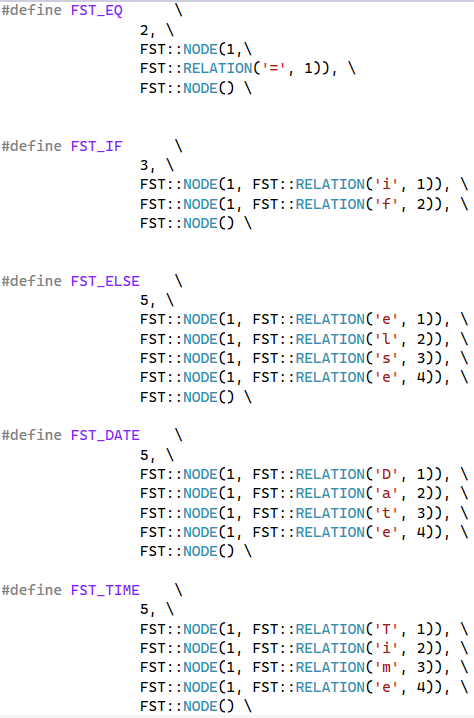 #define FST_EQ \
2, \
FST::NODE(1,\
FST::RELATION('=', 1)), \
FST::NODE() \
#define FST_IF \
3, \
FST::NODE(1, FST::RELATION('i', 1)), \
FST::NODE(1, FST::RELATION('f', 2)), \
FST::NODE() \
#define FST_ELSE \
5, \
FST::NODE(1, FST::RELATION('e', 1)), \
FST::NODE(1, FST::RELATION('l', 2)), \
FST::NODE(1, FST::RELATION('s', 3)), \
FST::NODE(1, FST::RELATION('e', 4)), \
FST::NODE() \
#define FST_DATE \
5, \
FST::NODE(1, FST::RELATION('D', 1)), \
FST::NODE(1, FST::RELATION('a', 2)), \
FST::NODE(1, FST::RELATION('t', 3)), \
FST::NODE(1, FST::RELATION('e', 4)), \
FST::NODE() \
#define FST_TIME \
5, \
FST::NODE(1, FST::RELATION('T', 1)), \
FST::NODE(1, FST::RELATION('i', 2)), \
FST::NODE(1, FST::RELATION('m', 3)), \
FST::NODE(1, FST::RELATION('e', 4)), \
FST::NODE() \